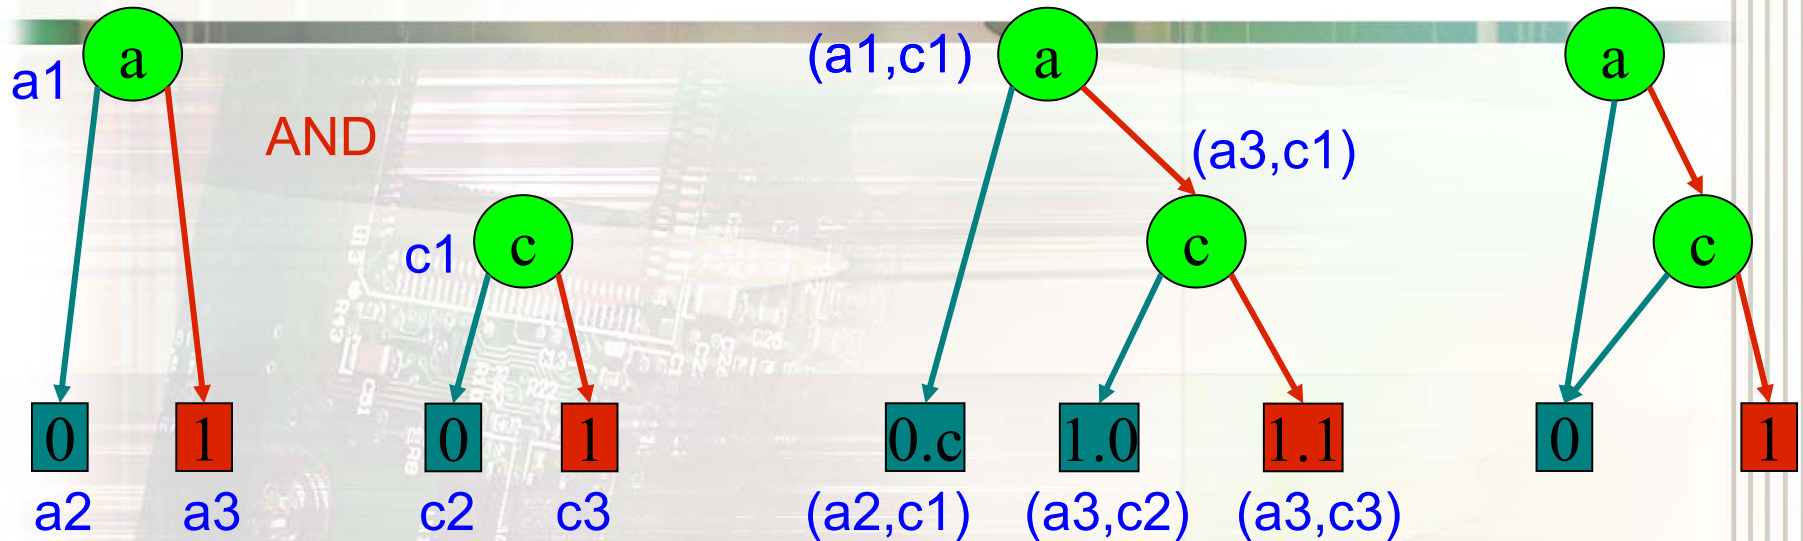 a (a1,c1) a a
a1
AND (a3,c1)
c1 c c c
0 1 0 1 0.c 1.0 1.1 0 1
a2 a3 c2 c3 (a2,c1) (a3,c2) (a3,c3)